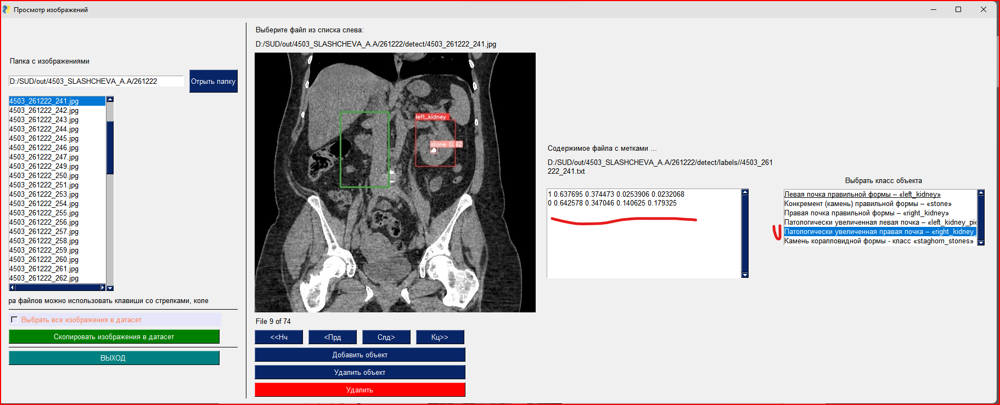 Просмотр изображений
Папка с изображениями
D:/SUD/out/4503_SLASHCHEVA_A.A/261222
Отрыть папку
4503_261222_241.jpg
4503_261222_242.jpg
4503_261222_243.jpg
4503_261222_244.jpg
4503_261222_245.jpg
4503_261222_246.jpg
4503_261222_247.jpg
4503_261222_249.jpg
4503_261222_250.jpg
4503_261222_251.jpg
4503_261222_253.jpg
4503_261222_254.jpg
4503_261222_255.jpg
4503_261222_256.jpg
4503_261222_257.jpg
4503_261222_258.jpg
4503_261222_259.jpg
4503_261222_260.jpg
4503_261222_261.jpg
4503_261222_262.jpg
ра файлов можно использовать клавиши со стрелками, коле
Выбрать все изображения в датасет
Скопировать изображения в датасет
ВЫХОД
Выберите файл из списка слева:
D:/SUD/out/4503_SLASHCHEVA_A.A/261222/detect/4503_261222_241.jpg
left_kidney
stone 0.92
File 9 of 74
<<Нч
<Прд
Слд>
Кц>>
Добавить объект
Удалить объект
Удалить
Содержимое файла с метками ...
D:/SUD/out/4503_SLASHCHEVA_A.A/261222/detect/labels//4503_261
222_241.txt
1 0.637695 0.374473 0.0253906 0.0232068
0 0.642578 0.347046 0.140625 0.179325
Выбрать класс объекта
Левая почка правильной формы – «left_kidney»
Конкремент (камень) правильной формы – «stone»
Правая почка правильной формы – «right_kidney»
Патологически увеличенная левая почка – «left_kidney_pie
Патологически увеличенная правая почка – «right_kidney_
Камень коралловидной формы - класс «staghorn_stones»